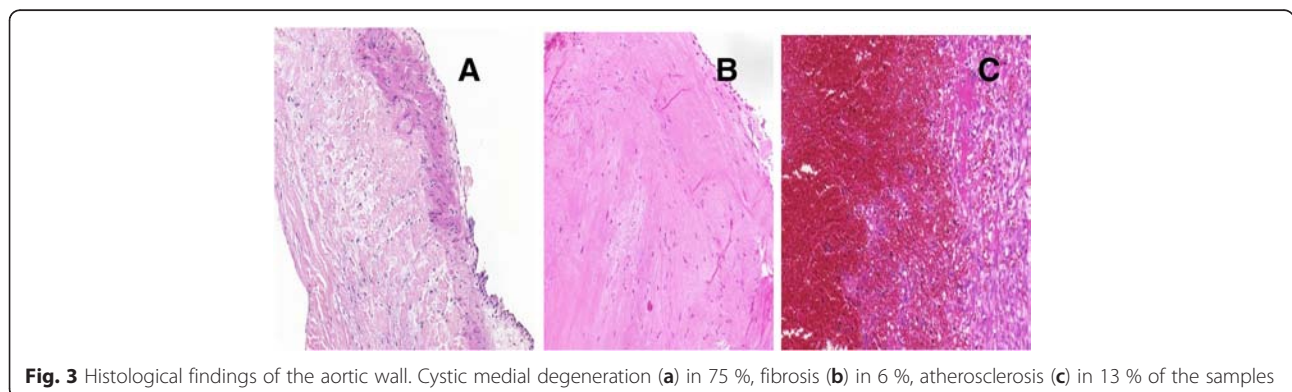 A
B
C
Fig. 3 Histological findings of the aortic wall. Cystic medial degeneration (a) in 75 %, fibrosis (b) in 6 %, atherosclerosis (c) in 13 % of the samples